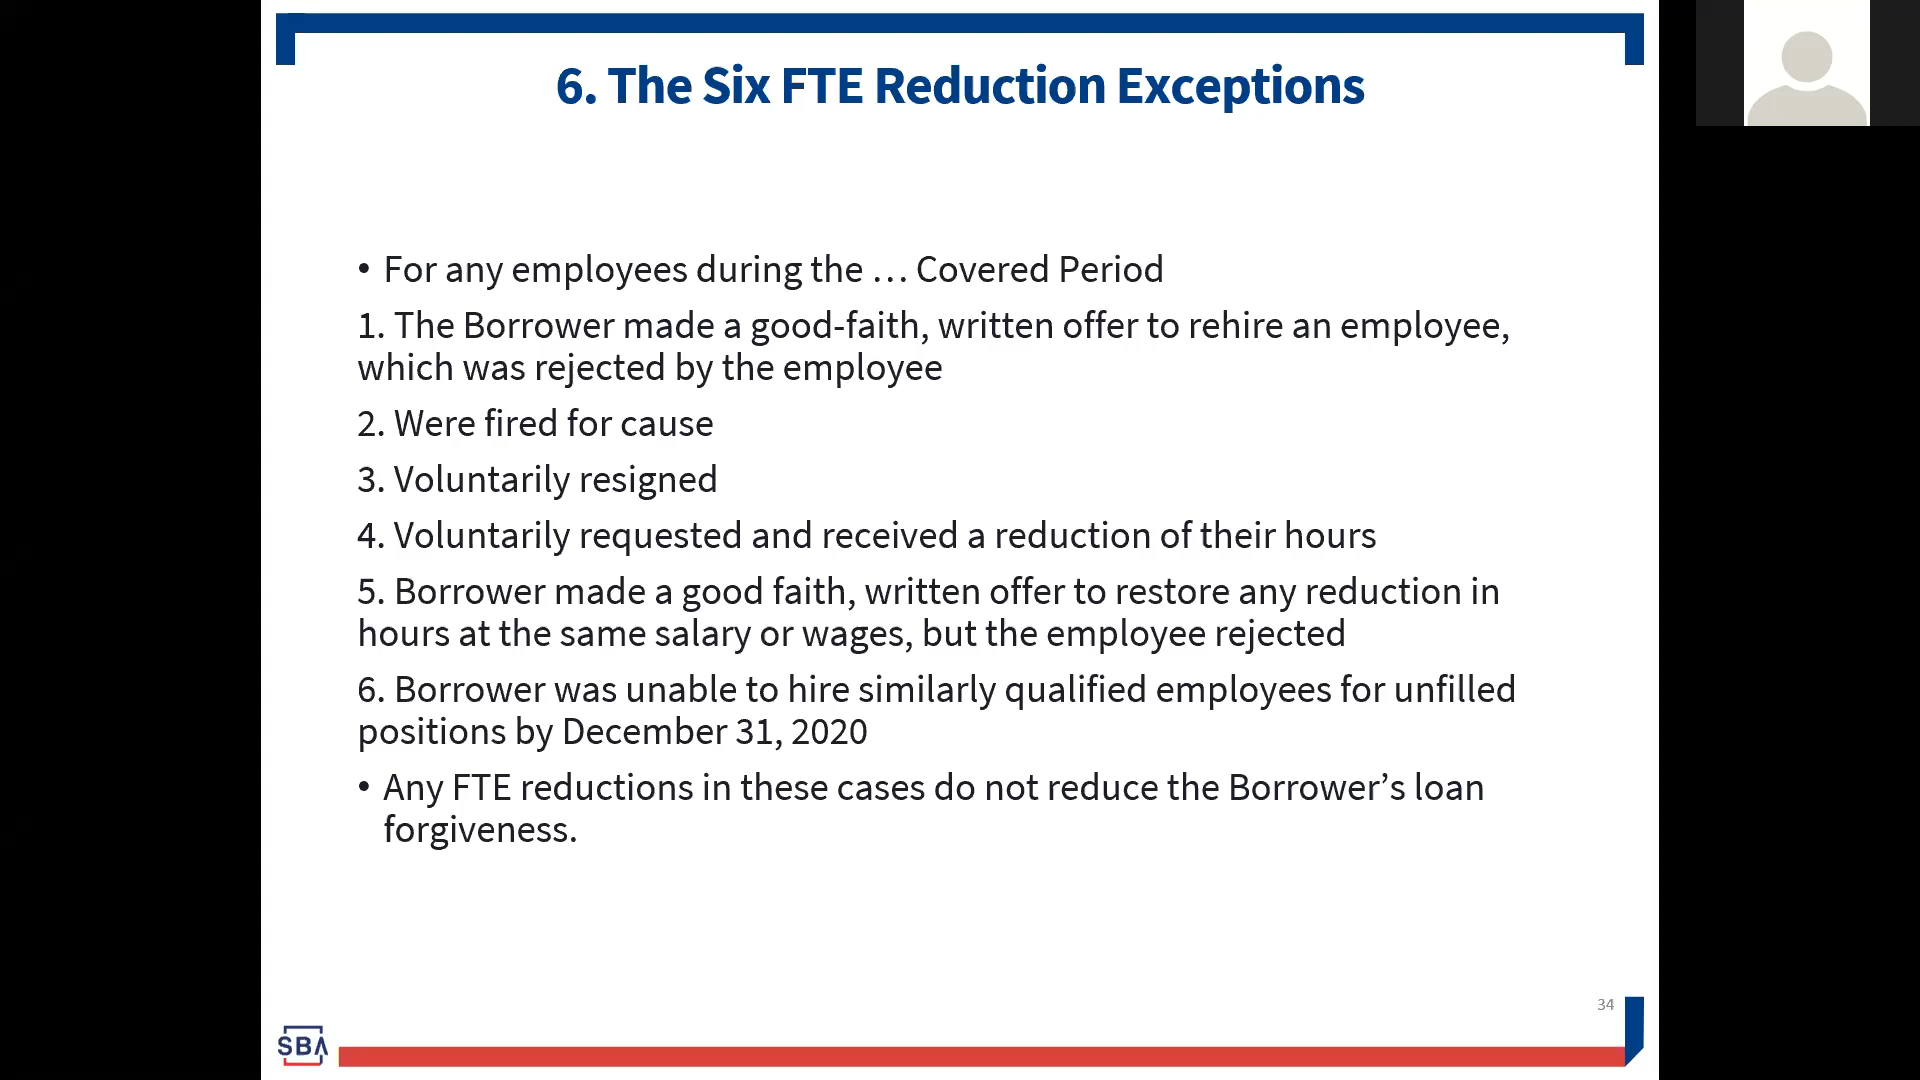 6. The Six FTE Reduction Exceptions
• For any employees during the … Covered Period
1. The Borrower made a good-faith, written offer to rehire an employee,
which was rejected by the employee
2. Were fired for cause
3. Voluntarily resigned
4. Voluntarily requested and received a reduction of their hours
5. Borrower made a good faith, written offer to restore any reduction in
hours at the same salary or wages, but the employee rejected
6. Borrower was unable to hire similarly qualified employees for unfilled
positions by December 31, 2020
• Any FTE reductions in these cases do not reduce the Borrower’s loan
forgiveness.
34
SBA